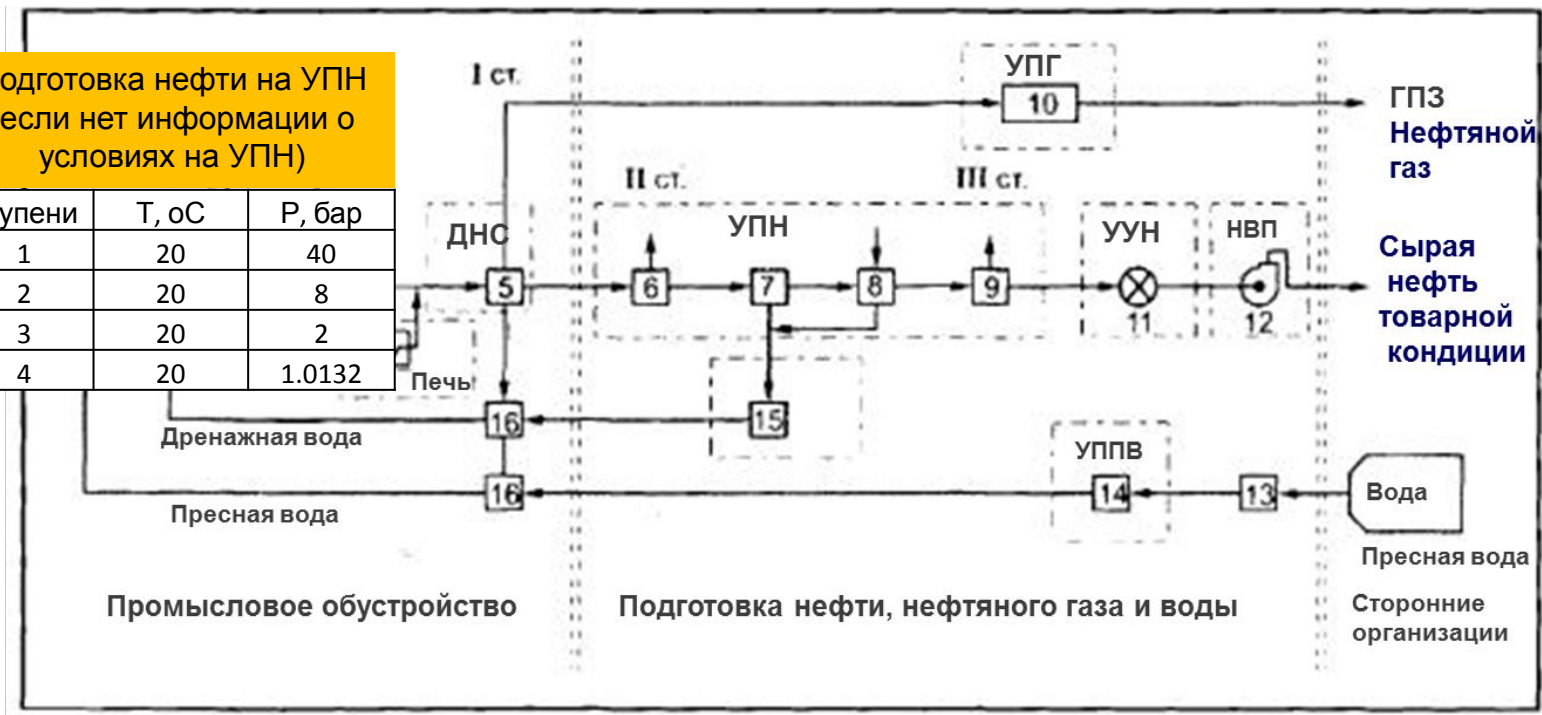 одготовка нефти на УПН
если нет информации о
условиях на УПН)
упени Т, оС Р, бар
1 20 40
2 20 8
3 20 2
4 20 1.0132
I ст.
УПГ
10
ГПЗ
Нефтяной
газ
II ст.
III ст.
ДНС
УПН
УУН
НВП
5
6
7
8
9
11
12
Сырая
нефть
товарной
кондиции
Печь
16
15
Дренажная вода
УППВ
16
14
13
Вода
Пресная вода
Пресная вода
Промысловое обустройство
Подготовка нефти, нефтяного газа и воды
Сторонние
организации